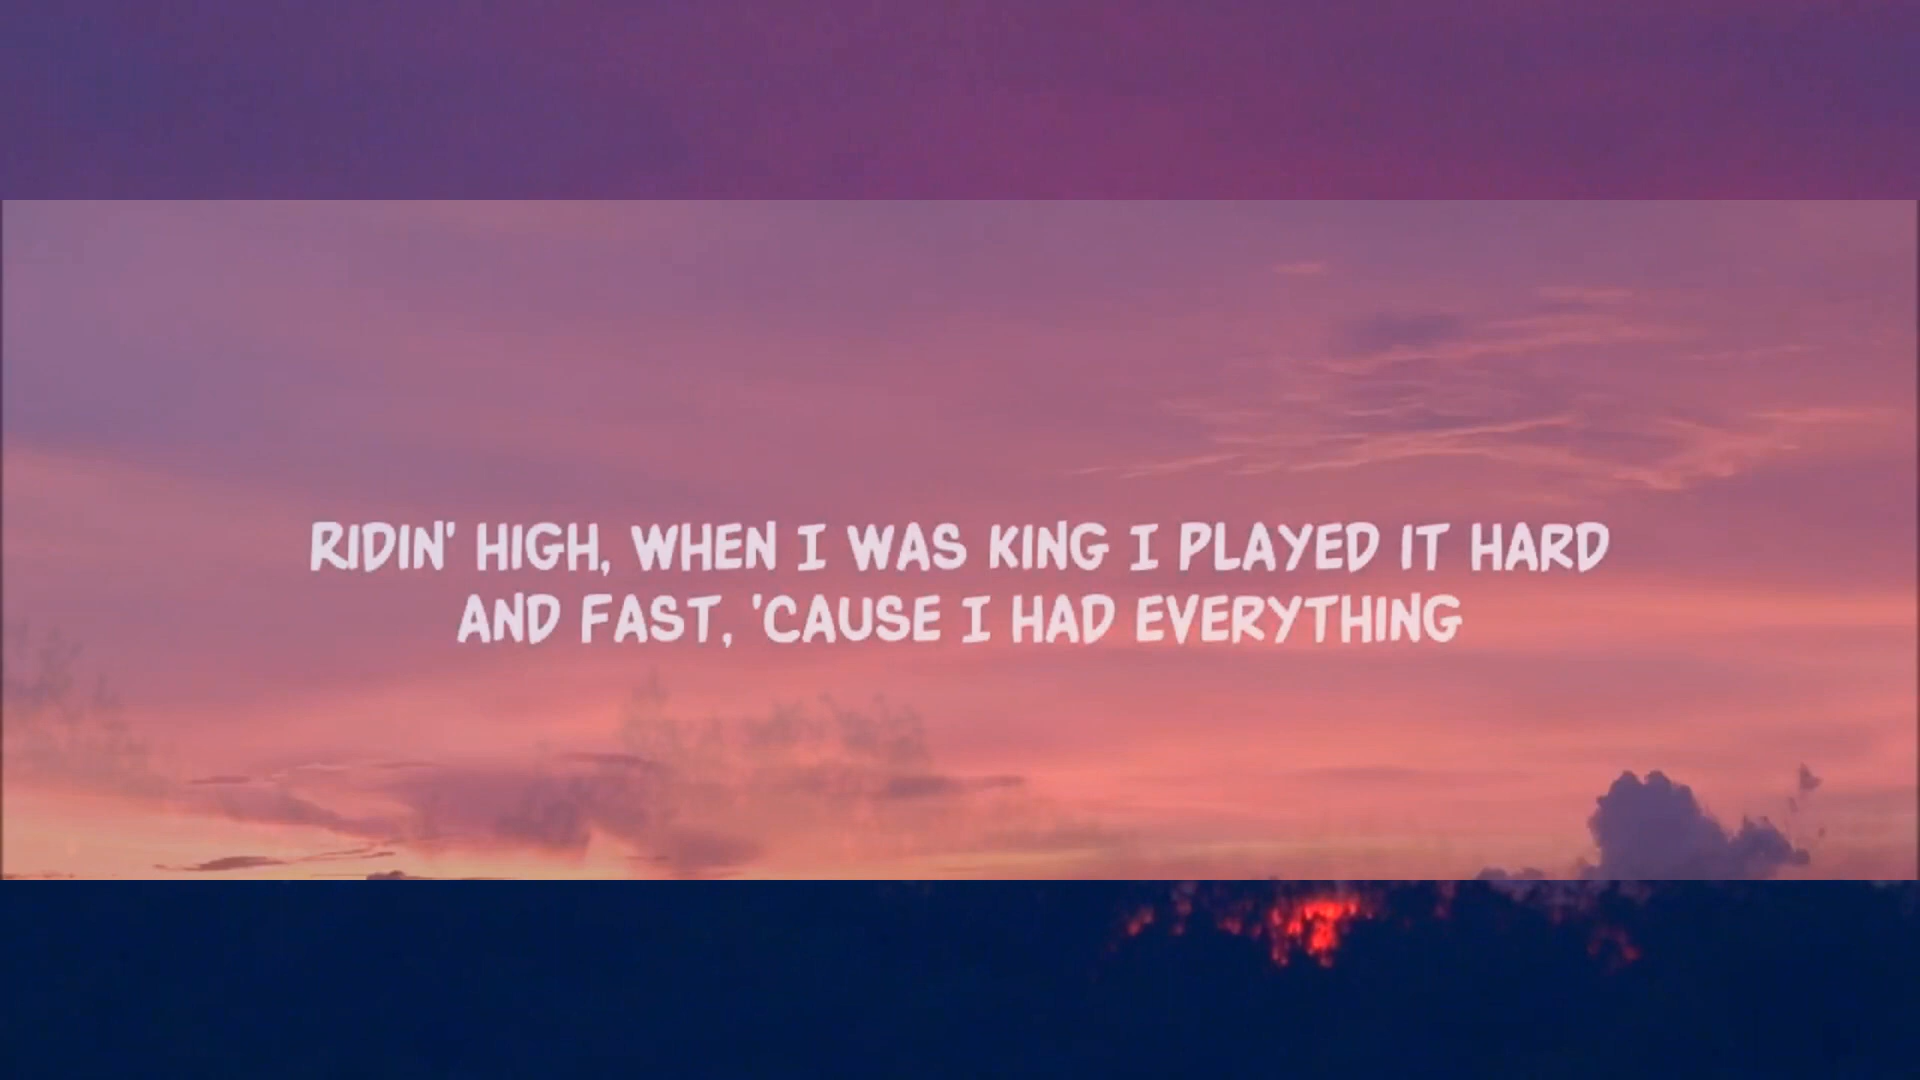 RIDIN' HIGH, WHEN I WAS KING I PLAYED IT HARD
AND FAST, 'CAUSE I HAD EVERYTHING